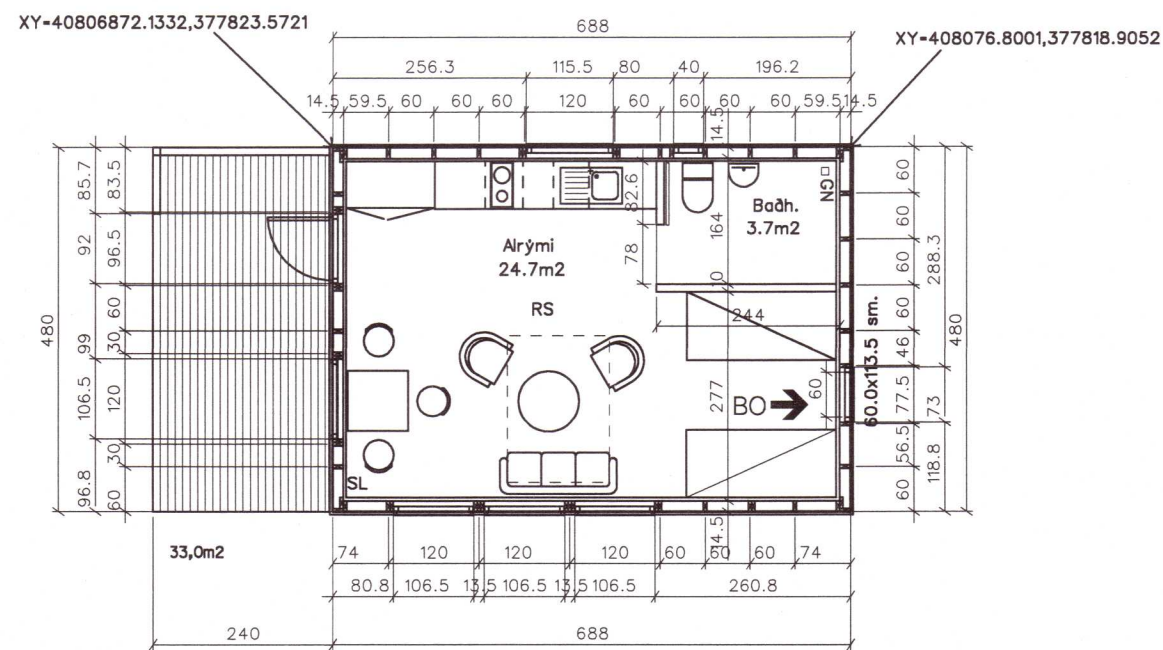 XY=40806872.1332,377823.5721
XY=408076.8001,377818.9052
688
256.3 115.5 80 40 196.2
14.5 59.5 60 60 60 120 60 60 60 60 59.5 14.5
14.5
480
85.7
92
99
106.5
96.8
83.5
96.5
60
30
120
30
60
82.6
78
164
10
244
277
60
14.5
GN
Baðh.
3.7m2
Alrými
24.7m2
RS
BO
SL
60.0x113.5 sm.
60
60
60
46
77.5
56.5
60
288.3
73
118.8
480
33,0m2
74 120 120 120 60 60 60 74
80.8 106.5 13.5 106.5 13.5 106.5 260.8
240 688